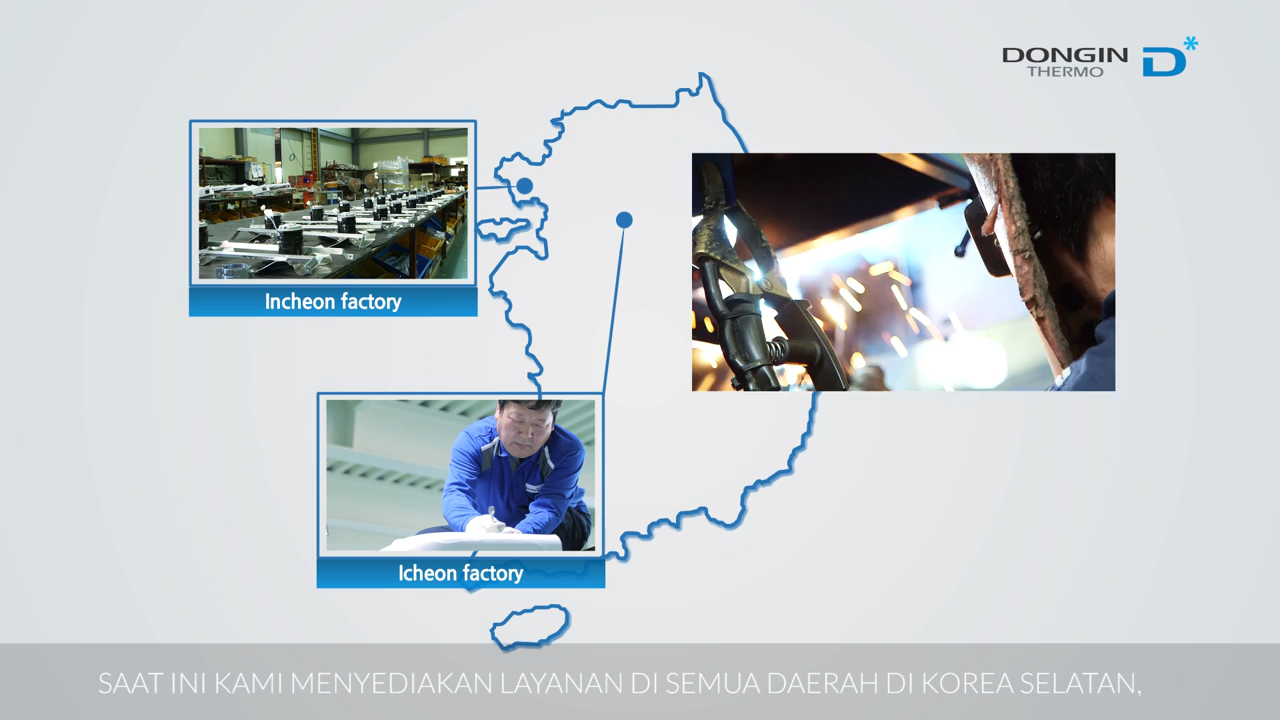 DONGIN
THERMO
D*
Incheon factory
Icheon factory
SAAT INI KAMI MENYEDIAKAN LAYANAN DI SEMUA DAERAH DI KOREA SELATAN,